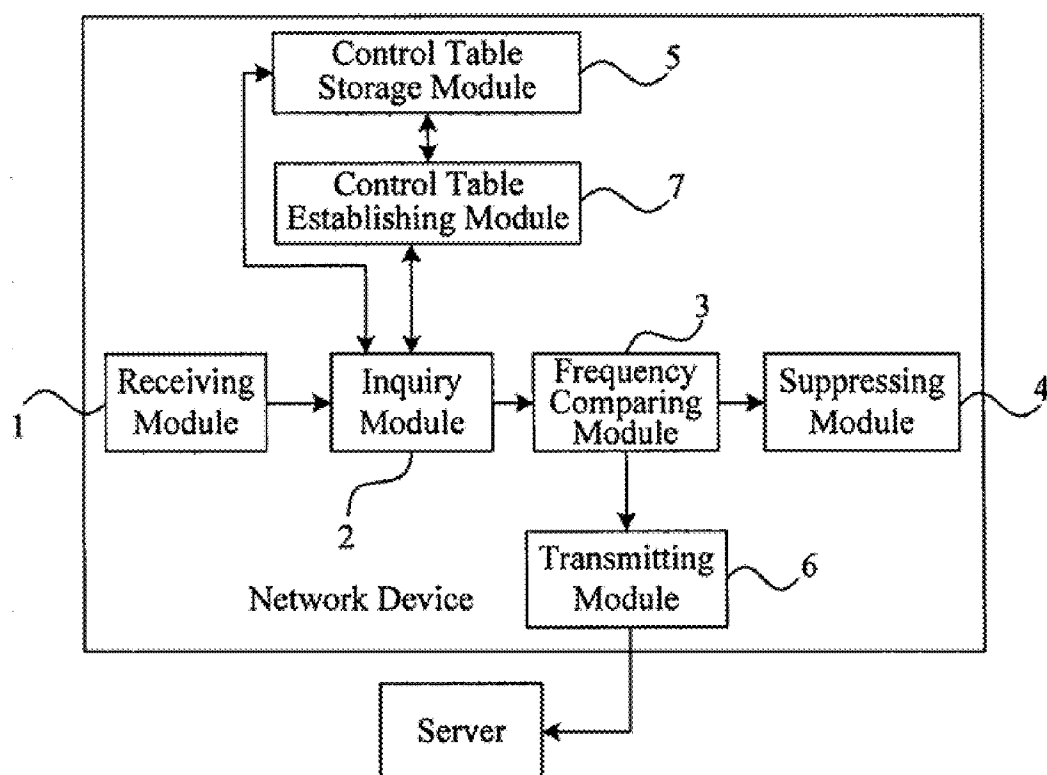 Control Table
Storage Module
5
Control Table
Establishing Module
7
3
Receiving
Module
1
Inquiry
Module
2
Frequency
Comparing
Module
Suppressing
Module
4
Transmitting
Module
6
Network Device
Server